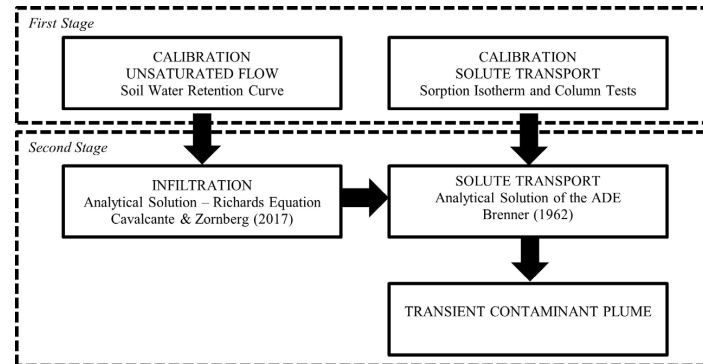 First Stage
CALIBRATION
UNSATURATED FLOW
Soil Water Retention Curve
CALIBRATION
SOLUTE TRANSPORT
Sorption Isotherm and Column Tests
Second Stage
INFILTRATION
Analytical Solution – Richards Equation
Cavalcante & Zornberg (2017)
SOLUTE TRANSPORT
Analytical Solution of the ADE
Brenner (1962)
TRANSIENT CONTAMINANT PLUME